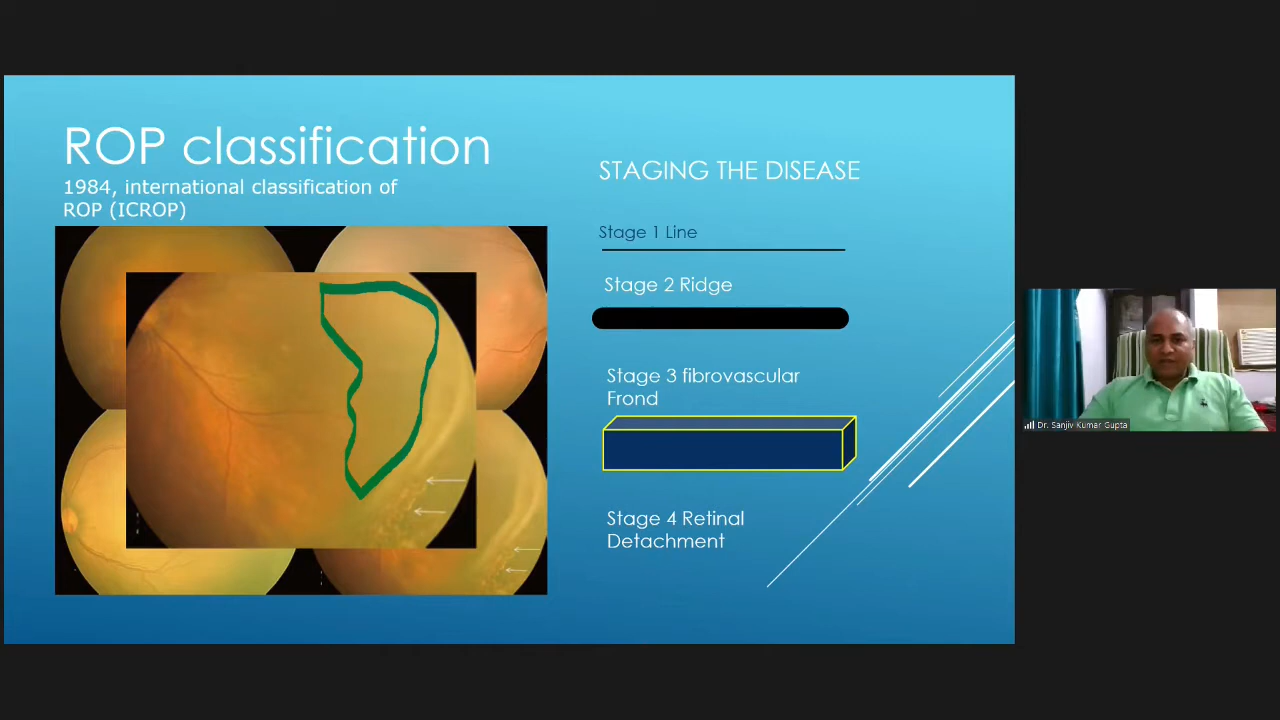 ROP classification
1984, international classification of
ROP (ICROP)
STAGING THE DISEASE
Stage 1 Line
Stage 2 Ridge
Stage 3 fibrovascular
Frond
Stage 4 Retinal
Detachment
Dr. Sanjiv Kumar Gupta